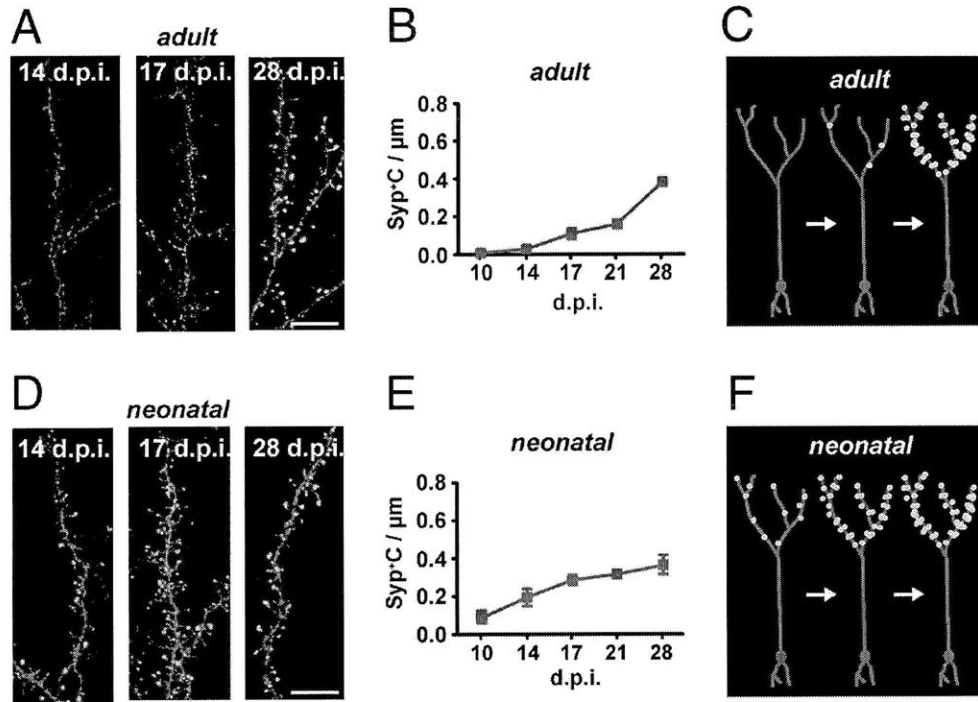 A
adult
14 d.p.i.
17 d.p.i.
28 d.p.i.
B
adult
Syp+C / μm
0.8
0.6
0.4
0.2
0.0
10 14 17 21 28
d.p.i.
C
adult
D
neonatal
14 d.p.i.
17 d.p.i.
28 d.p.i.
E
neonatal
Syp+C / μm
0.8
0.6
0.4
0.2
0.0
10 14 17 21 28
d.p.i.
F
neonatal